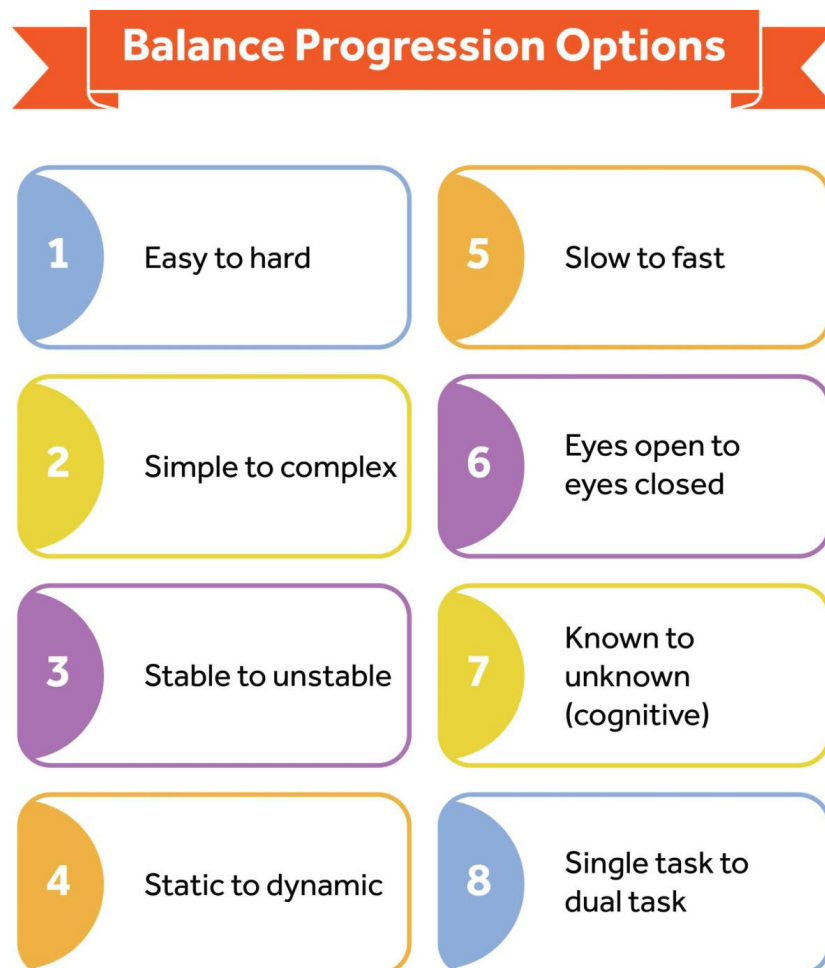 Balance Progression Options
1
Easy to hard
2
Simple to complex
3
Stable to unstable
4
Static to dynamic
5
Slow to fast
6
Eyes open to
eyes closed
7
Known to
unknown
(cognitive)
8
Single task to
dual task